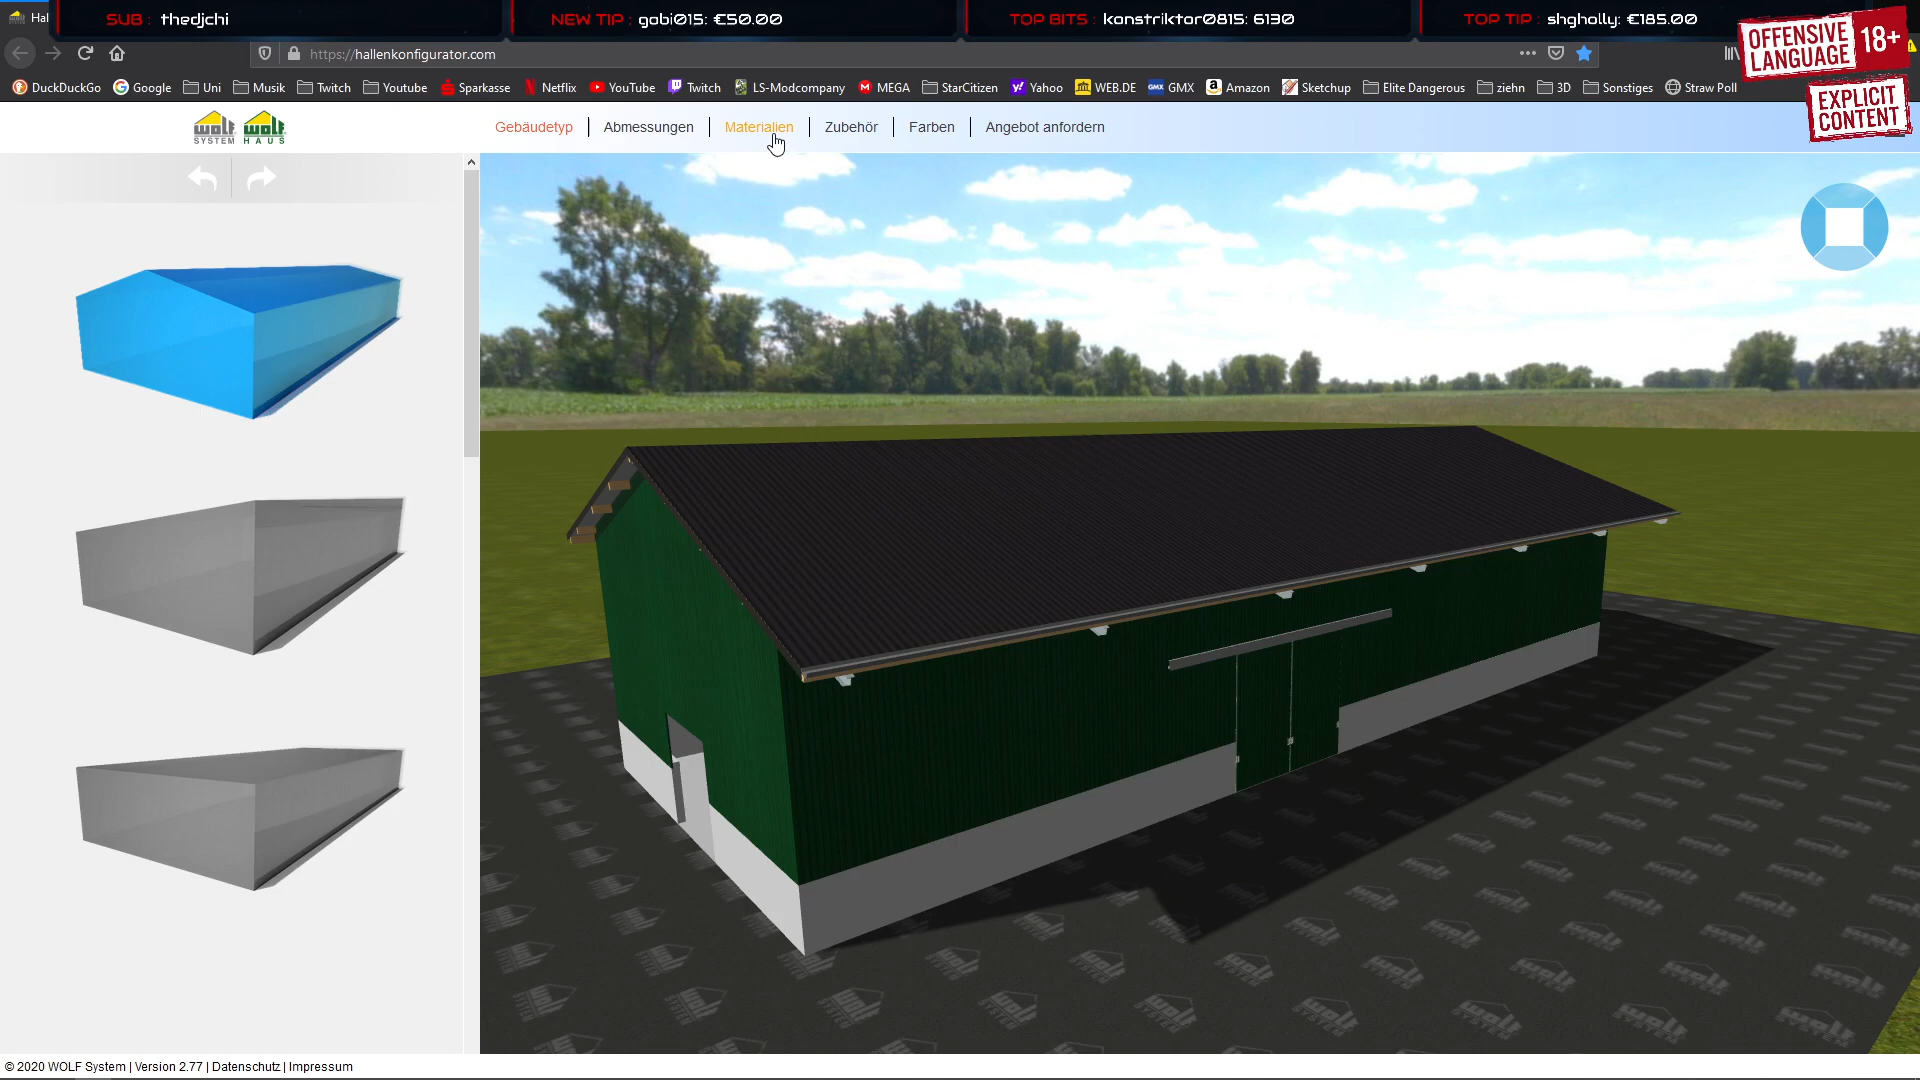 SUB : thedjchi
NEW TIP : gabi015: €50.00
TOP BITS : konstriktor0815: 6130
TOP TIP : shgholly: €185.00
OFFENSIVE LANGUAGE 18+
EXPLICIT CONTENT
Hal
https://hallenkonfigurator.com
DuckDuckGo
Google
Uni
Musik
Twitch
Youtube
Sparkasse
Netflix
YouTube
Twitch
LS-Modcompany
MEGA
StarCitizen
Yahoo
WEB.DE
GMX
Amazon
Sketchup
Elite Dangerous
ziehn
3D
Sonstiges
Straw Poll
wolf SYSTEM
wolf HAUS
Gebäudetyp
Abmessungen
Materialien
Zubehör
Farben
Angebot anfordern
© 2020 WOLF System | Version 2.77 | Datenschutz | Impressum